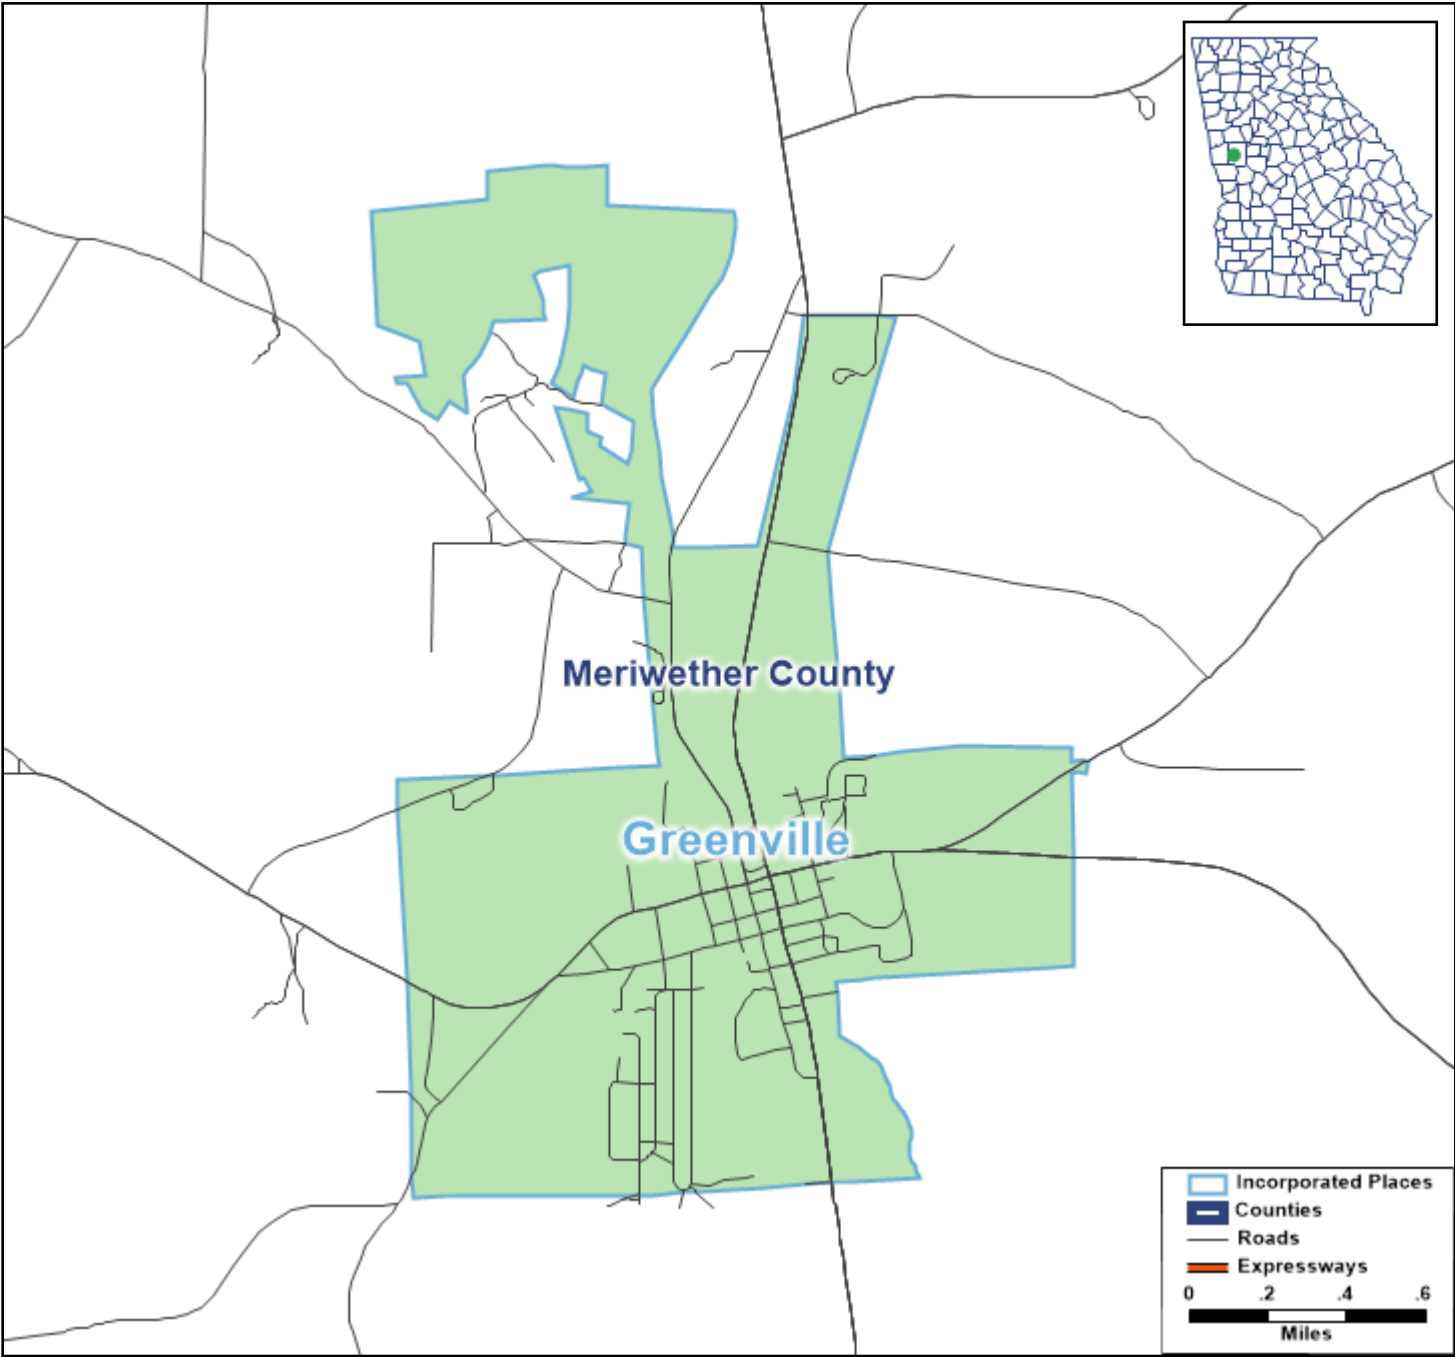 Meriwether County
Greenville
Incorporated Places
Counties
Roads
Expressways
0 .2 .4 .6
Miles